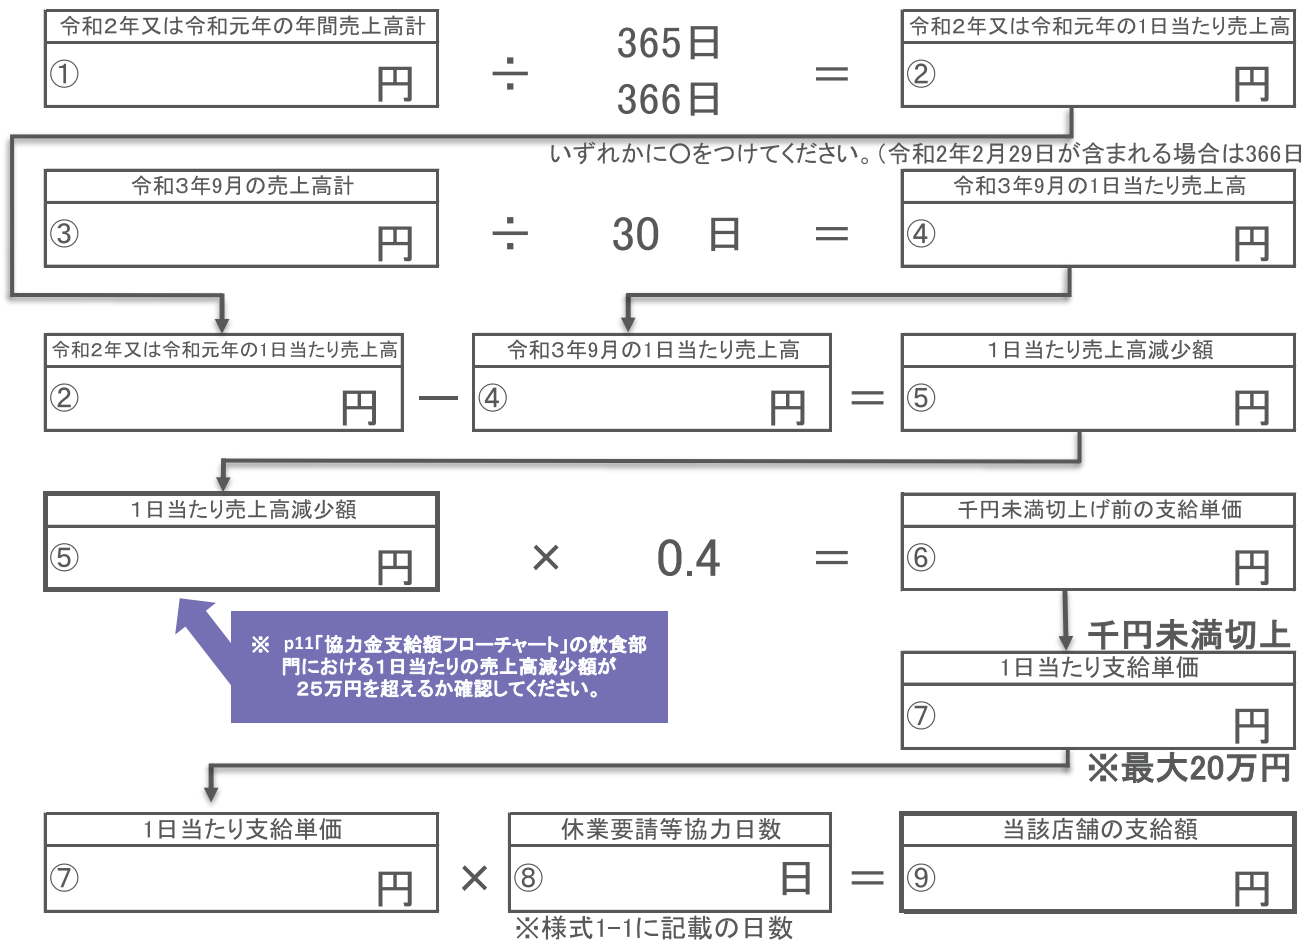 令和２年又は令和元年の年間売上高計
① 円
÷
365日
366日
＝
令和２年又は令和元年の１日当たり売上高
② 円
いずれかに〇をつけてください。（令和2年2月29日が含まれる場合は366日
令和３年9月の売上高計
③ 円
÷
30 日
＝
令和３年9月の1日当たり売上高
④ 円
令和２年又は令和元年の1日当たり売上高
② 円
－
令和３年9月の1日当たり売上高
④ 円
＝
１日当たり売上高減少額
⑤ 円
１日当たり売上高減少額
⑤ 円
×
0.4
＝
千円未満切上げ前の支給単価
⑥ 円
※ p11「協力金支給額フローチャート」の飲食部
門における１日当たりの売上高減少額が
２５万円を超えるか確認してください。
千円未満切上
1日当たり支給単価
⑦ 円
※最大20万円
1日当たり支給単価
⑦ 円
×
休業要請等協力日数
⑧ 日
＝
当該店舗の支給額
⑨ 円
※様式1-1に記載の日数